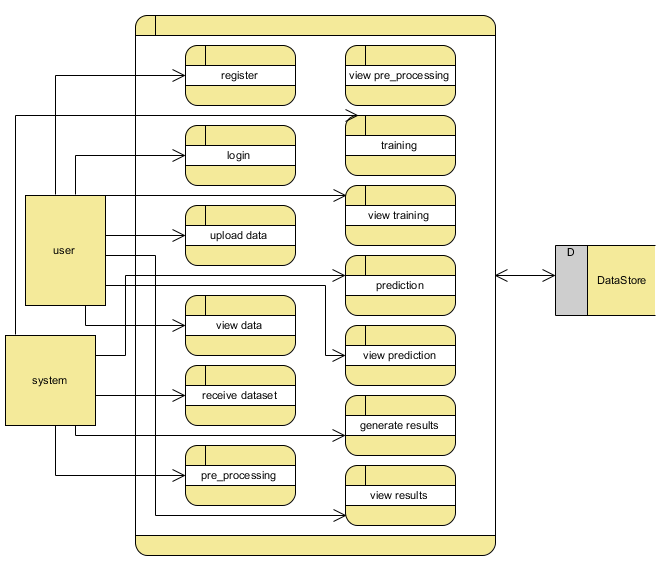 register
view pre_processing
login
training
view training
upload data
user
prediction
view data
view prediction
system
receive dataset
generate results
pre_processing
view results
D
DataStore